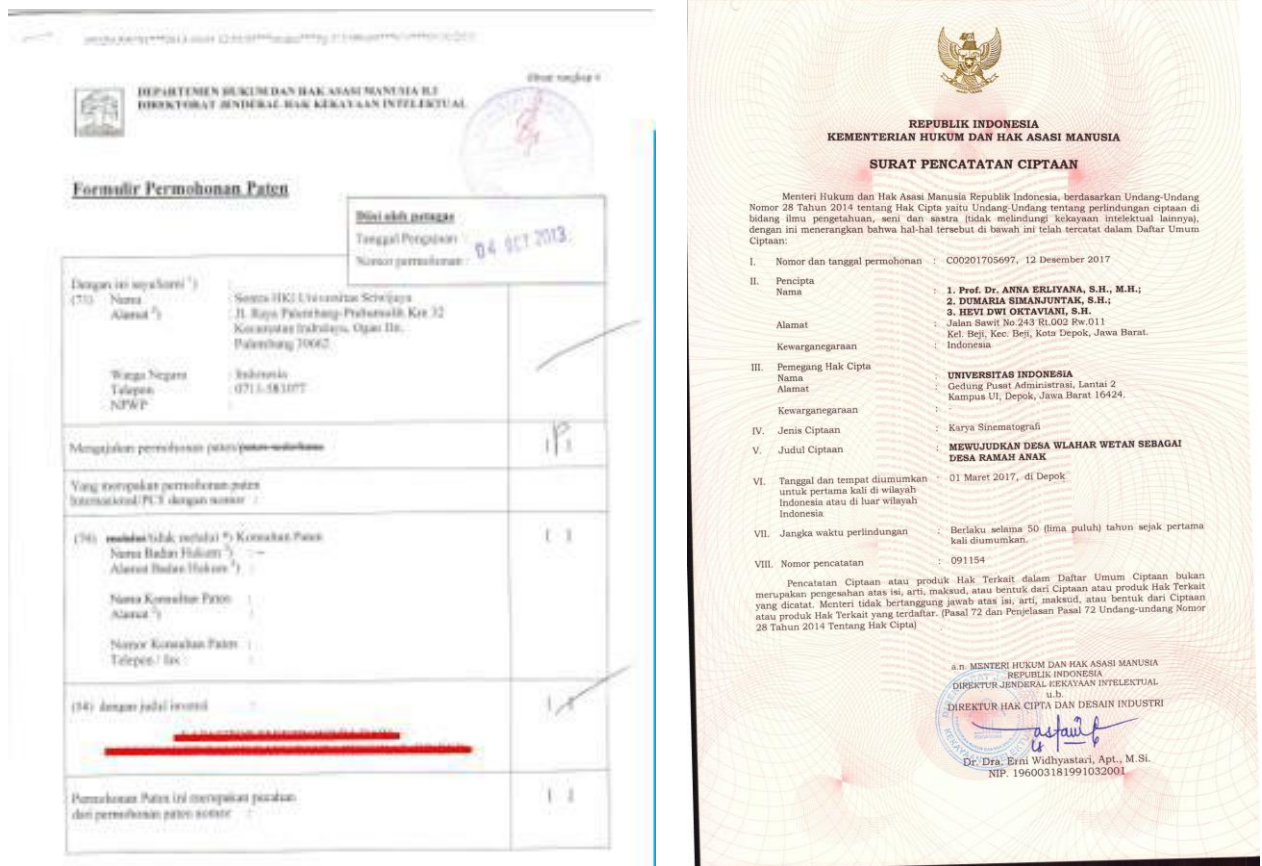 dibuat rangkap 4
DEPARTEMEN HUKUM DAN HAK ASASI MANUSIA R.I
DIREKTORAT JENDERAL HAK KEKAYAAN INTELEKTUAL
Formulir Permohonan Paten
Diisi oleh petugas
Tanggal Pengajuan :
04 OCT 2013
Nomor permohonan :
Dengan ini saya/kami ¹) :
(71) Nama : Sentra HKI Universitas Sriwijaya
Alamat ²) : Jl. Raya Palembang-Prabumulih Km 32
Kecamatan Indralaya, Ogan Ilir.
Palembang 30662
Warga Negara : Indonesia
Telepon : 0711-581077
NPWP :
Mengajukan permohonan paten/paten sederhana [ ]
Yang merupakan permohonan paten
International/PCT dengan nomor :
(74) melalui/tidak melalui *) Konsultan Paten [ ]
Nama Badan Hukum ³) : –
Alamat Badan Hukum ²) :
Nama Konsultan Paten :
Alamat ²) :
Nomor Konsultan Paten :
Telepon / fax :
(54) dengan judul invensi : [ ]
Permohonan Paten ini merupakan pecahan [ ]
dari permohonan paten nomor :
REPUBLIK INDONESIA
KEMENTERIAN HUKUM DAN HAK ASASI MANUSIA
SURAT PENCATATAN CIPTAAN
Menteri Hukum dan Hak Asasi Manusia Republik Indonesia, berdasarkan Undang-Undang
Nomor 28 Tahun 2014 tentang Hak Cipta yaitu Undang-Undang tentang perlindungan ciptaan di
bidang ilmu pengetahuan, seni dan sastra (tidak melindungi kekayaan intelektual lainnya),
dengan ini menerangkan bahwa hal-hal tersebut di bawah ini telah tercatat dalam Daftar Umum
Ciptaan:
I. Nomor dan tanggal permohonan : C00201705697, 12 Desember 2017
II. Pencipta
Nama : 1. Prof. Dr. ANNA ERLIYANA, S.H., M.H.;
2. DUMARIA SIMANJUNTAK, S.H.;
3. HEVI DWI OKTAVIANI, S.H.
Alamat : Jalan Sawit No.243 Rt.002 Rw.011
Kel. Beji, Kec. Beji, Kota Depok, Jawa Barat.
Kewarganegaraan : Indonesia
III. Pemegang Hak Cipta
Nama : UNIVERSITAS INDONESIA
Alamat : Gedung Pusat Administrasi, Lantai 2
Kampus UI, Depok, Jawa Barat 16424.
Kewarganegaraan : -
IV. Jenis Ciptaan : Karya Sinematografi
V. Judul Ciptaan : MEWUJUDKAN DESA WLAHAR WETAN SEBAGAI
DESA RAMAH ANAK
VI. Tanggal dan tempat diumumkan : 01 Maret 2017, di Depok
untuk pertama kali di wilayah
Indonesia atau di luar wilayah
Indonesia
VII. Jangka waktu perlindungan : Berlaku selama 50 (lima puluh) tahun sejak pertama
kali diumumkan.
VIII. Nomor pencatatan : 091154
Pencatatan Ciptaan atau produk Hak Terkait dalam Daftar Umum Ciptaan bukan
merupakan pengesahan atas isi, arti, maksud, atau bentuk dari Ciptaan atau produk Hak Terkait
yang dicatat. Menteri tidak bertanggung jawab atas isi, arti, maksud, atau bentuk dari Ciptaan
atau produk Hak Terkait yang terdaftar. (Pasal 72 dan Penjelasan Pasal 72 Undang-undang Nomor
28 Tahun 2014 Tentang Hak Cipta)
a.n. MENTERI HUKUM DAN HAK ASASI MANUSIA
REPUBLIK INDONESIA
DIREKTUR JENDERAL KEKAYAAN INTELEKTUAL
u.b.
DIREKTUR HAK CIPTA DAN DESAIN INDUSTRI
Dr. Dra. Erni Widhyastari, Apt., M.Si.
NIP. 196003181991032001